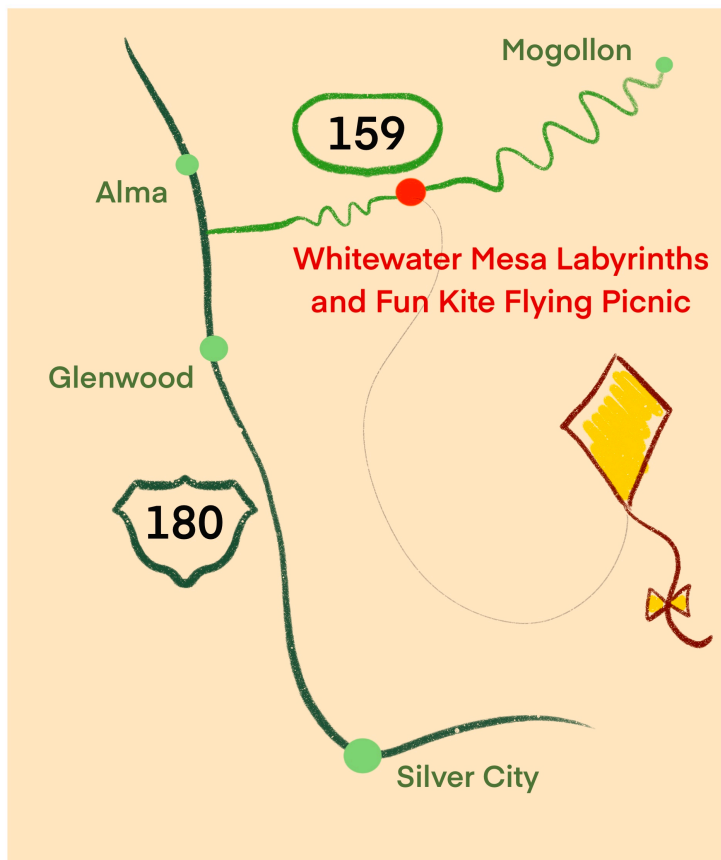 Mogollon
159
Alma
Whitewater Mesa Labyrinths
and Fun Kite Flying Picnic
Glenwood
180
Silver City